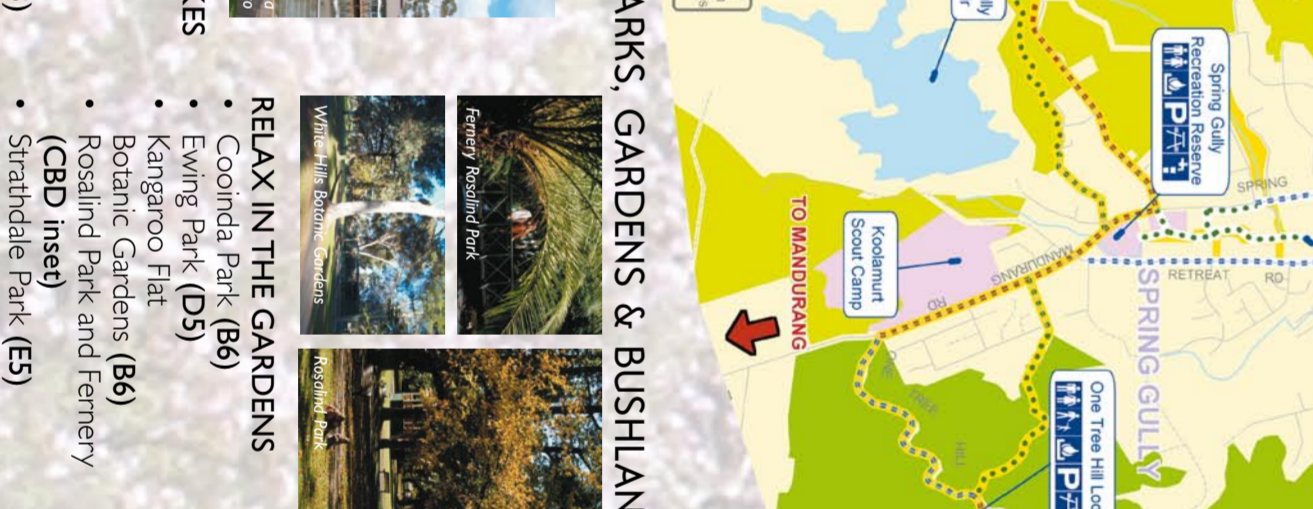 ARKS, GARDENS & BUSHLAN
Fernery Rosalind Park
White Hills Botanic Gardens
Rosalind Park
RELAX IN THE GARDENS
• Cooinda Park (B6)
• Ewing Park (D5)
• Kangaroo Flat
Botanic Gardens (B6)
• Rosalind Park and Fernery
(CBD inset)
• Strathdale Park (E5)
KES
Spring Gully
Recreation Reserve
P
SPRING
RETREAT RD
SPRING GULLY
MANDURANG RD
Koolamurt
Scout Camp
TO MANDURANG
One Tree Hill Loo
P
TREE HILL
lly
r